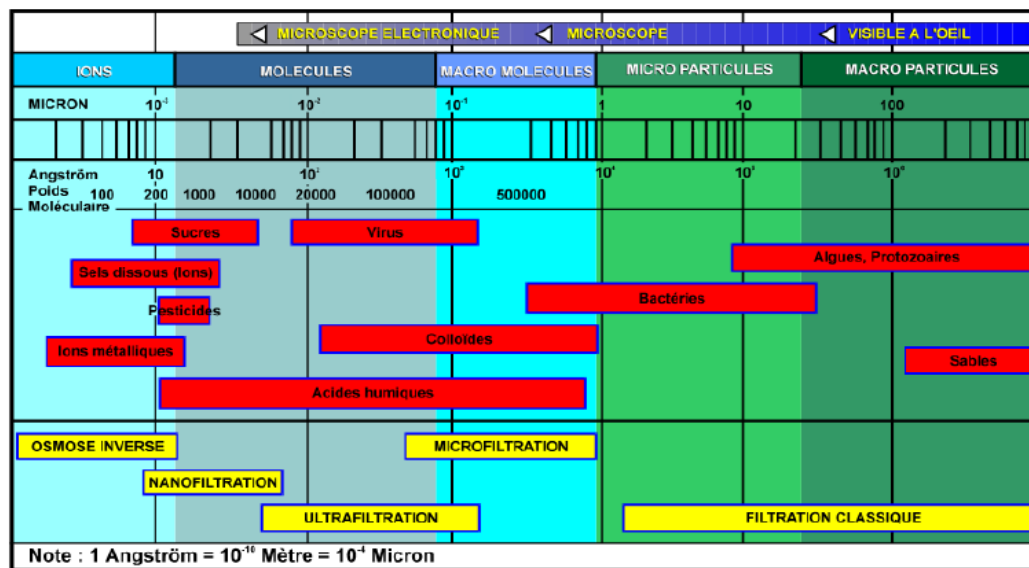 MICROSCOPE ELECTRONIQUE MICROSCOPE VISIBLE A L'OEIL
IONS MOLECULES MACRO MOLECULES MICRO PARTICULES MACRO PARTICULES
MICRON 10⁻³ 10⁻² 10⁻¹ 1 10 100
Angström 10 10² 10³ 10⁴ 10⁵ 10⁶
Poids
Moléculaire 100 200 1000 10000 20000 100000 500000
Sucres Virus
Algues, Protozoaires
Sels dissous (Ions)
Bactéries
Pesticides
Colloïdes
Ions métalliques
Sables
Acides humiques
OSMOSE INVERSE MICROFILTRATION
NANOFILTRATION
ULTRAFILTRATION FILTRATION CLASSIQUE
Note : 1 Angström = 10⁻¹⁰ Mètre = 10⁻⁴ Micron